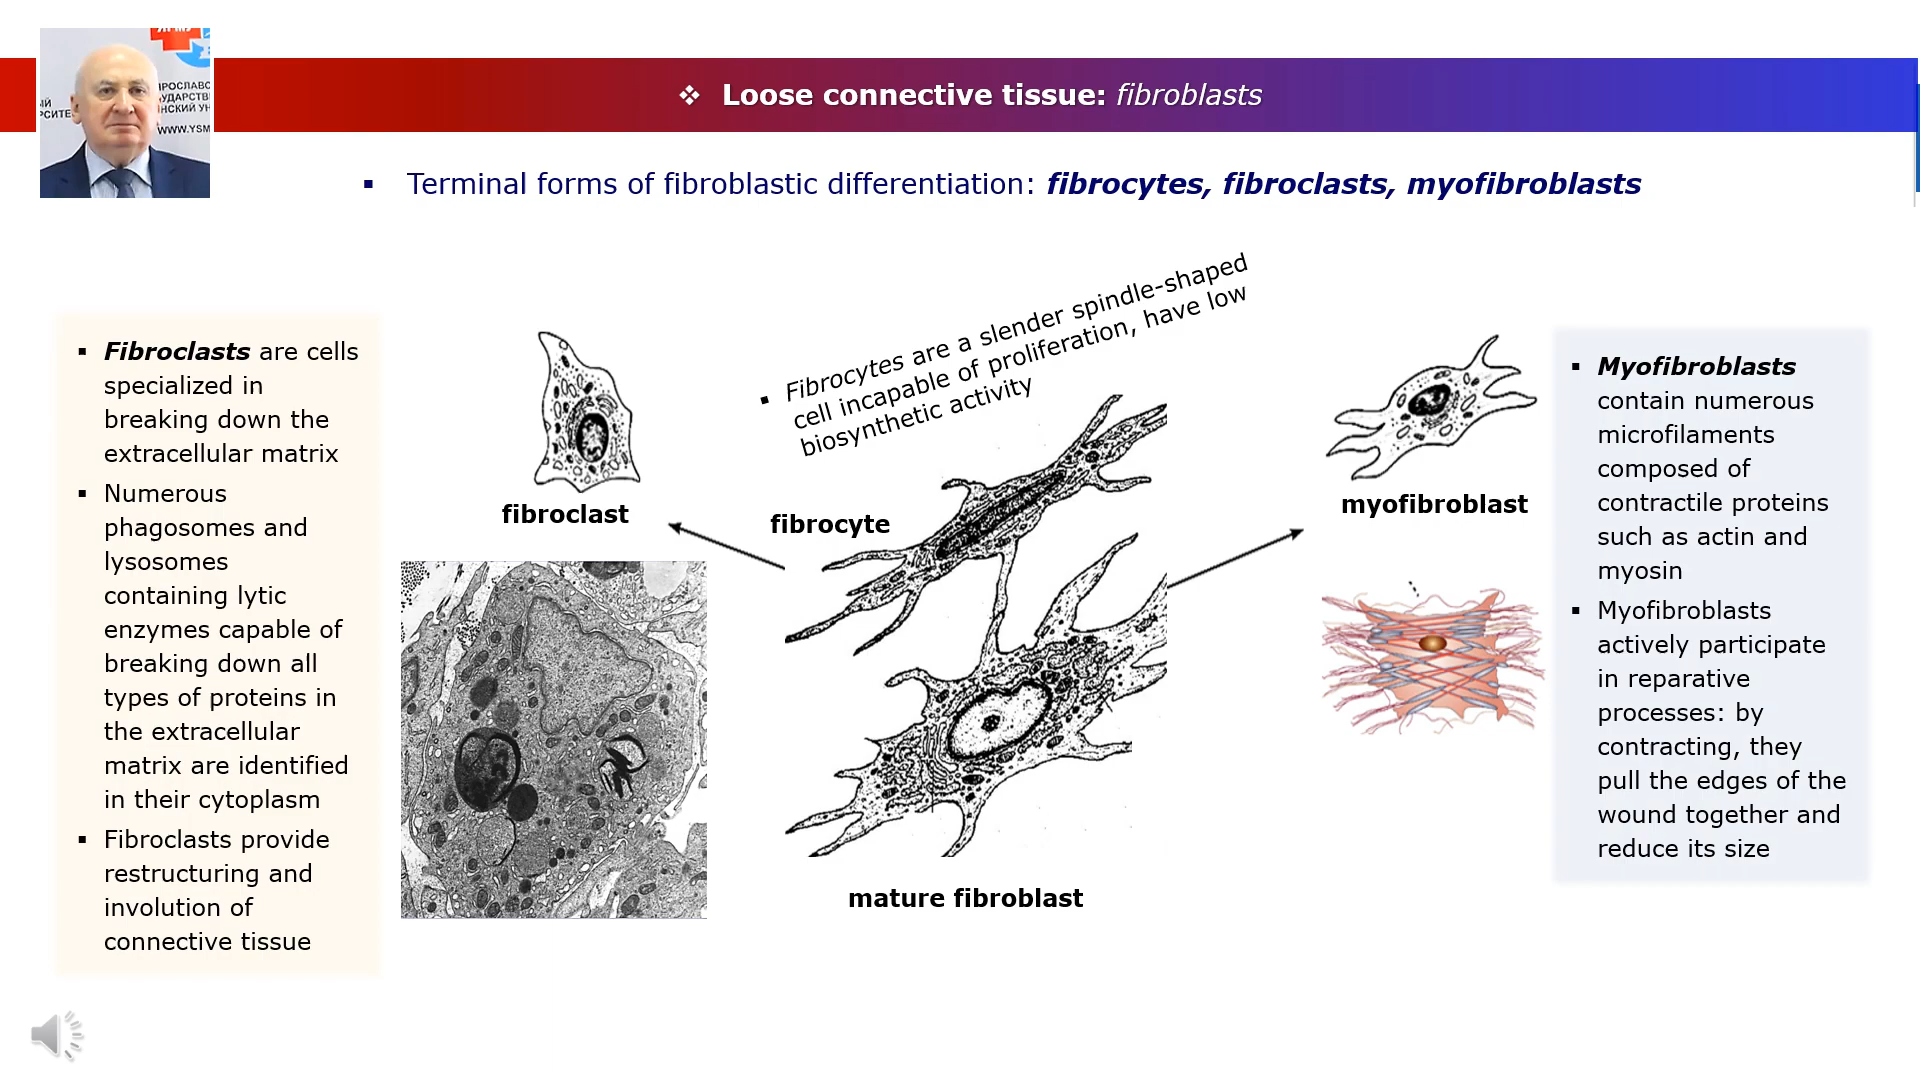 ❖ Loose connective tissue: fibroblasts
ЫЙ
РСИТЕ
ЯРОСЛАВС
WWW.YSM
▪ Terminal forms of fibroblastic differentiation: fibrocytes, fibroclasts, myofibroblasts
▪ Fibroclasts are cells
specialized in
breaking down the
extracellular matrix
▪ Numerous
phagosomes and
lysosomes
containing lytic
enzymes capable of
breaking down all
types of proteins in
the extracellular
matrix are identified
in their cytoplasm
▪ Fibroclasts provide
restructuring and
involution of
connective tissue
fibroclast
▪ Fibrocytes are a slender spindle-shaped
cell incapable of proliferation, have low
biosynthetic activity
fibrocyte
mature fibroblast
myofibroblast
▪ Myofibroblasts
contain numerous
microfilaments
composed of
contractile proteins
such as actin and
myosin
▪ Myofibroblasts
actively participate
in reparative
processes: by
contracting, they
pull the edges of the
wound together and
reduce its size